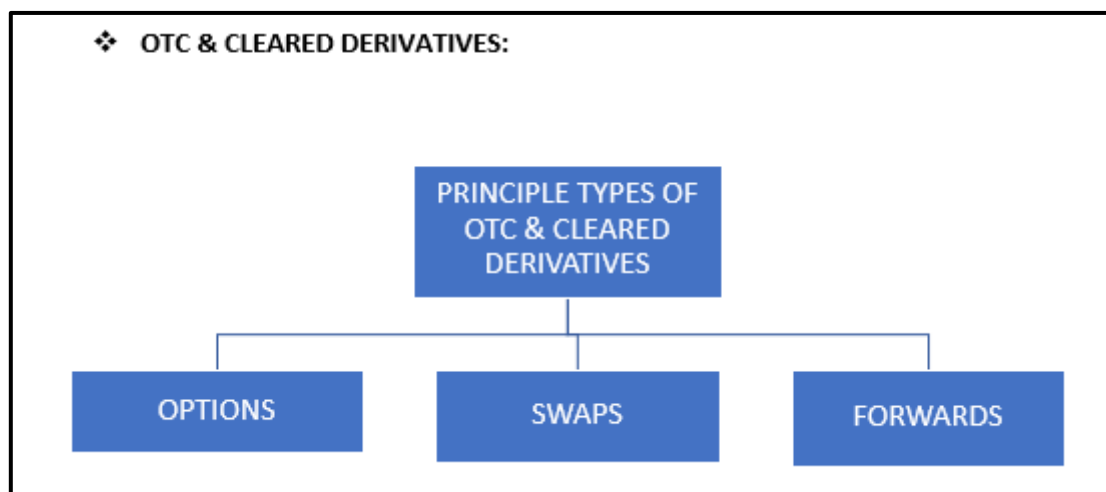 ❖ OTC & CLEARED DERIVATIVES:
PRINCIPLE TYPES OF
OTC & CLEARED
DERIVATIVES
OPTIONS
SWAPS
FORWARDS